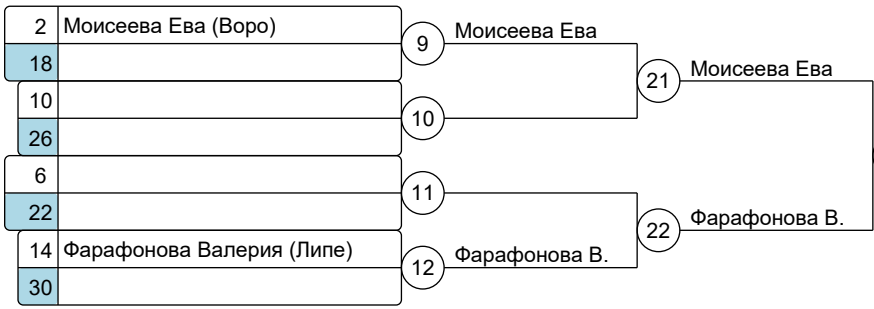 2 Моисеева Ева (Воро)
9 Моисеева Ева
18
21 Моисеева Ева
10
10
26
6
11
22
22 Фарафонова В.
14 Фарафонова Валерия (Липе)
12 Фарафонова В.
30